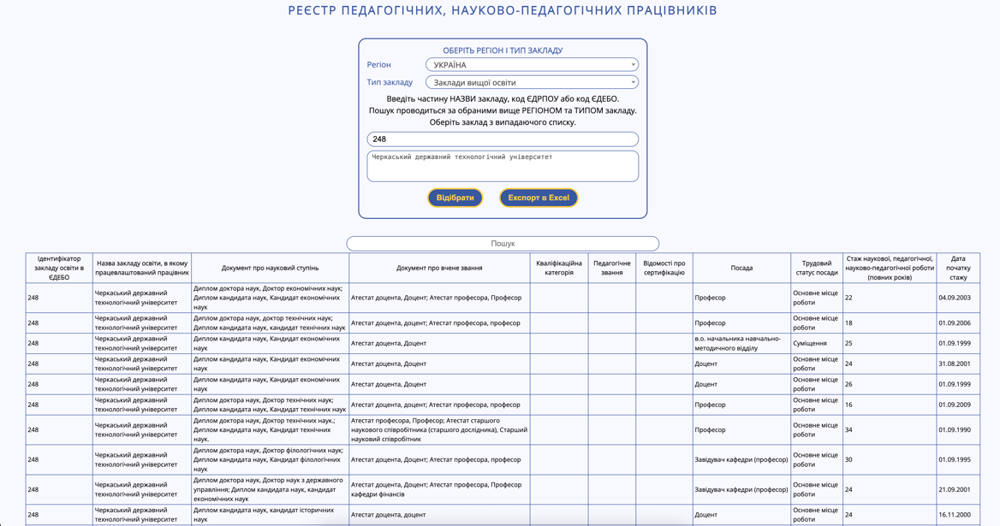 РЕЄСТР ПЕДАГОГІЧНИХ, НАУКОВО-ПЕДАГОГІЧНИХ ПРАЦІВНИКІВ
ОБЕРІТЬ РЕГІОН І ТИП ЗАКЛАДУ
Регіон УКРАЇНА
Тип закладу Заклади вищої освіти
Введіть частину НАЗВИ закладу, код ЄДРПОУ або код ЄДЕБО.
Пошук проводиться за обраними вище РЕГІОНОМ та ТИПОМ закладу.
Оберіть заклад з випадаючого списку.
248
Черкаський державний технологічний університет
Відібрати Експорт в Excel
Пошук
Ідентифікатор
закладу освіти в
ЄДЕБО
Назва закладу освіти, в якому
працевлаштований працівник
Документ про науковий ступінь
Документ про вчене звання
Кваліфікаційна
категорія
Педагогічне
звання
Відомості про
сертифікацію
Посада
Трудовий
статус посади
Стаж наукової, педагогічної,
науково-педагогічної роботи
(повних років)
Дата
початку
стажу
248
Черкаський державний
технологічний університет
Диплом доктора наук, Доктор економічних наук;
Диплом кандидата наук, Кандидат економічних
наук
Атестат доцента, Доцент; Атестат професора, Професор
Професор
Основне місце
роботи
22
04.09.2003
248
Черкаський державний
технологічний університет
Диплом доктора наук, доктор технічних наук;
Диплом кандидата наук, кандидат технічних наук
Атестат доцента, доцент; Атестат професора, професор
Професор
Основне місце
роботи
18
01.09.2006
248
Черкаський державний
технологічний університет
Диплом кандидата наук, Кандидат економічних
наук
Атестат доцента, Доцент
в.о. начальника навчально-
методичного відділу
Суміщення
25
01.09.1999
248
Черкаський державний
технологічний університет
Диплом кандидата наук, Кандидат економічних
наук
Атестат доцента, Доцент
Доцент
Основне місце
роботи
24
31.08.2001
248
Черкаський державний
технологічний університет
Диплом кандидата наук, Кандидат економічних
наук
Атестат доцента, Доцент
Доцент
Основне місце
роботи
26
01.09.1999
248
Черкаський державний
технологічний університет
Диплом доктора наук, Доктор технічних наук;
Диплом кандидата наук, Кандидат технічних наук
Атестат доцента, доцент; Атестат професора, професор
Професор
Основне місце
роботи
16
01.09.2009
248
Черкаський державний
технологічний університет
Диплом доктора наук, Доктор технічних наук.;
Диплом кандидата наук, Кандидат технічних
наук.
Атестат професора, Професор; Атестат старшого
наукового співробітника (старшого дослідника), Старший
науковий співробітник
Професор
Основне місце
роботи
34
01.09.1990
248
Черкаський державний
технологічний університет
Диплом доктора наук, Доктор філологічних наук;
Диплом кандидата наук, Кандидат філологічних
наук
Атестат доцента, Доцент; Атестат професора, професор
Завідувач кафедри (професор)
Основне місце
роботи
30
01.09.1995
248
Черкаський державний
технологічний університет
Диплом доктора наук, Доктор наук з державного
управління; Диплом кандидата наук, кандидат
економічних наук
Атестат доцента, Доцент; Атестат професора, Професор
кафедри фінансів
Завідувач кафедри (професор)
Основне місце
роботи
24
21.09.2001
248
Черкаський державний
технологічний університет
Диплом кандидата наук, кандидат історичних
наук
Атестат доцента, доцент
Доцент
Основне місце
роботи
24
16.11.2000